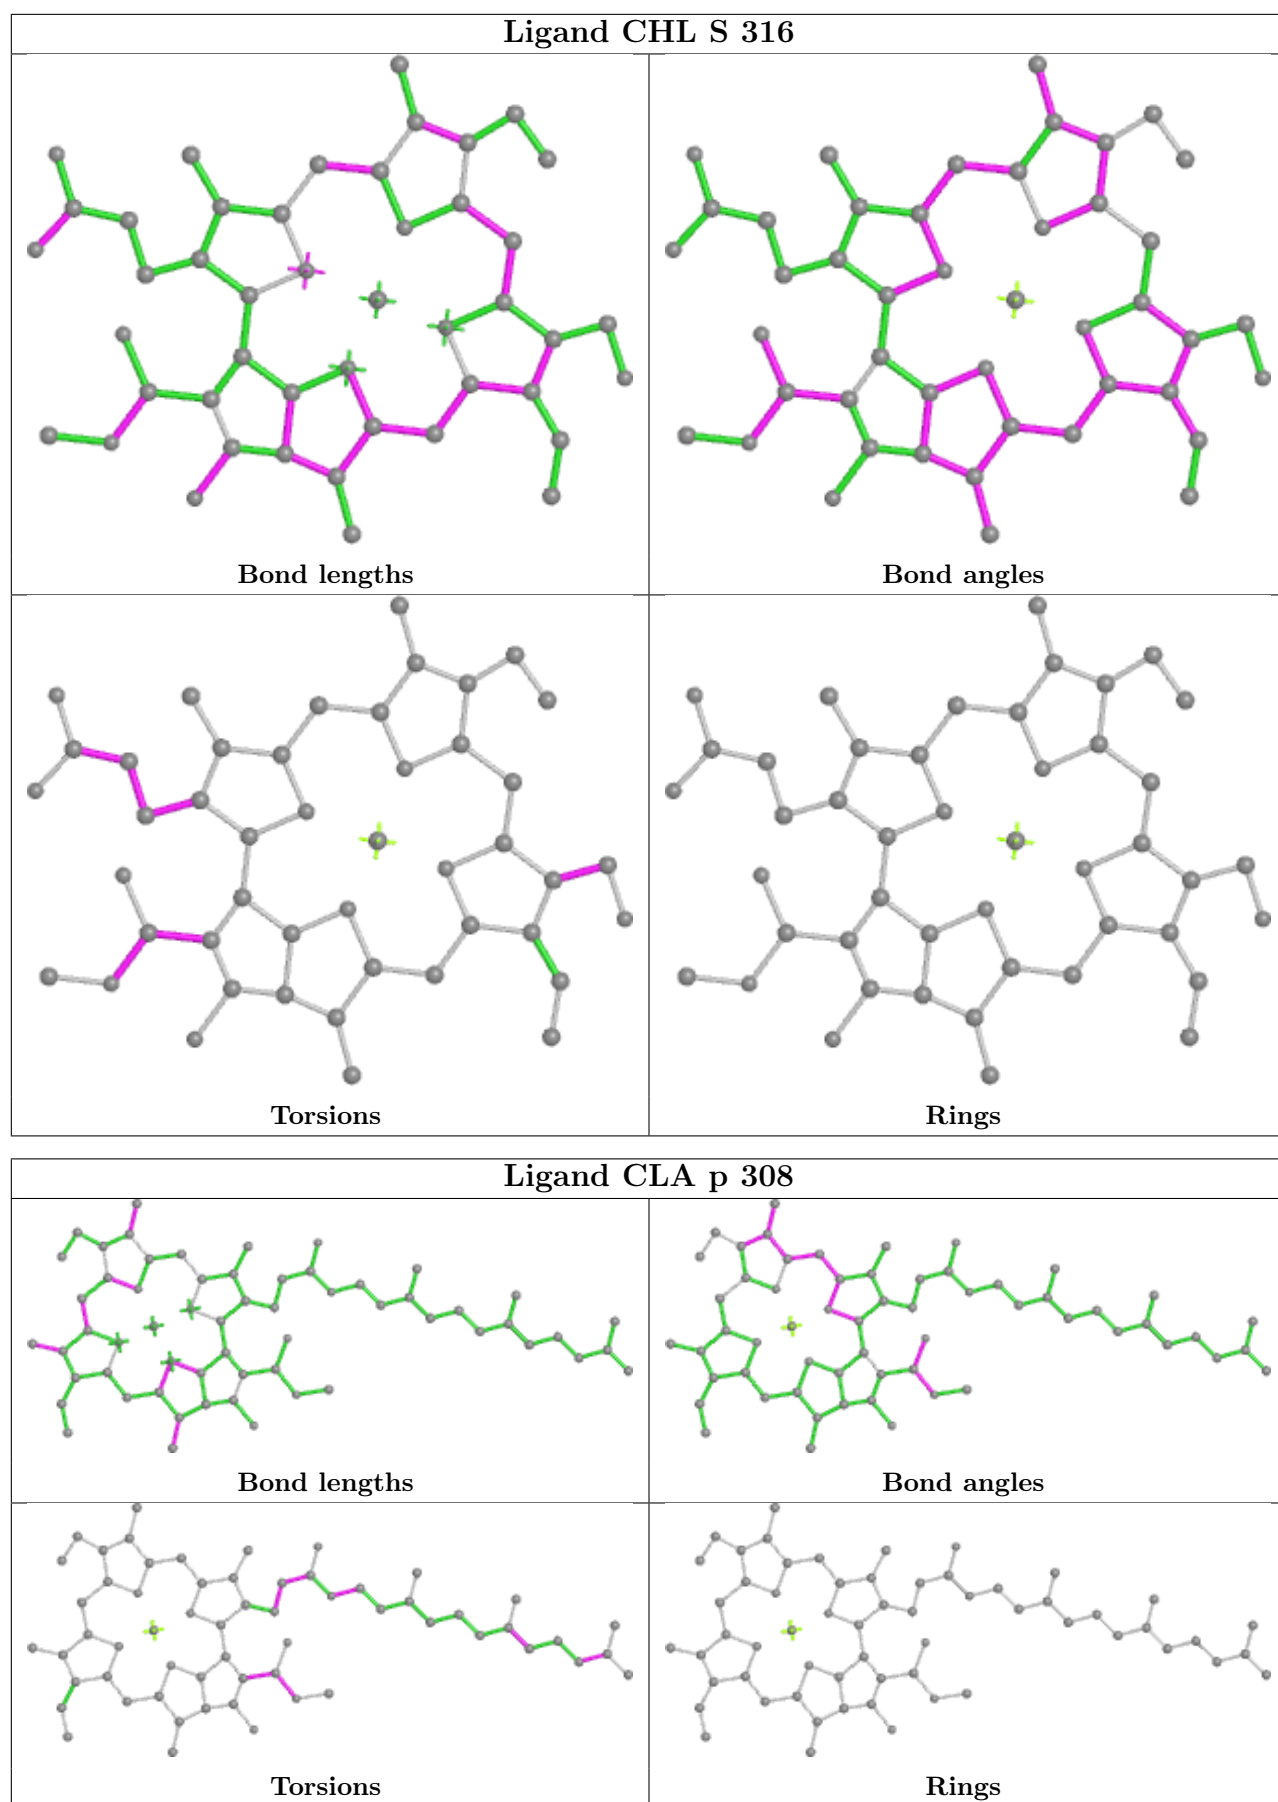 Ligand CHL S 316
Bond lengths
Bond angles
Torsions
Rings
Ligand CLA p 308
Bond lengths
Bond angles
Torsions
Rings